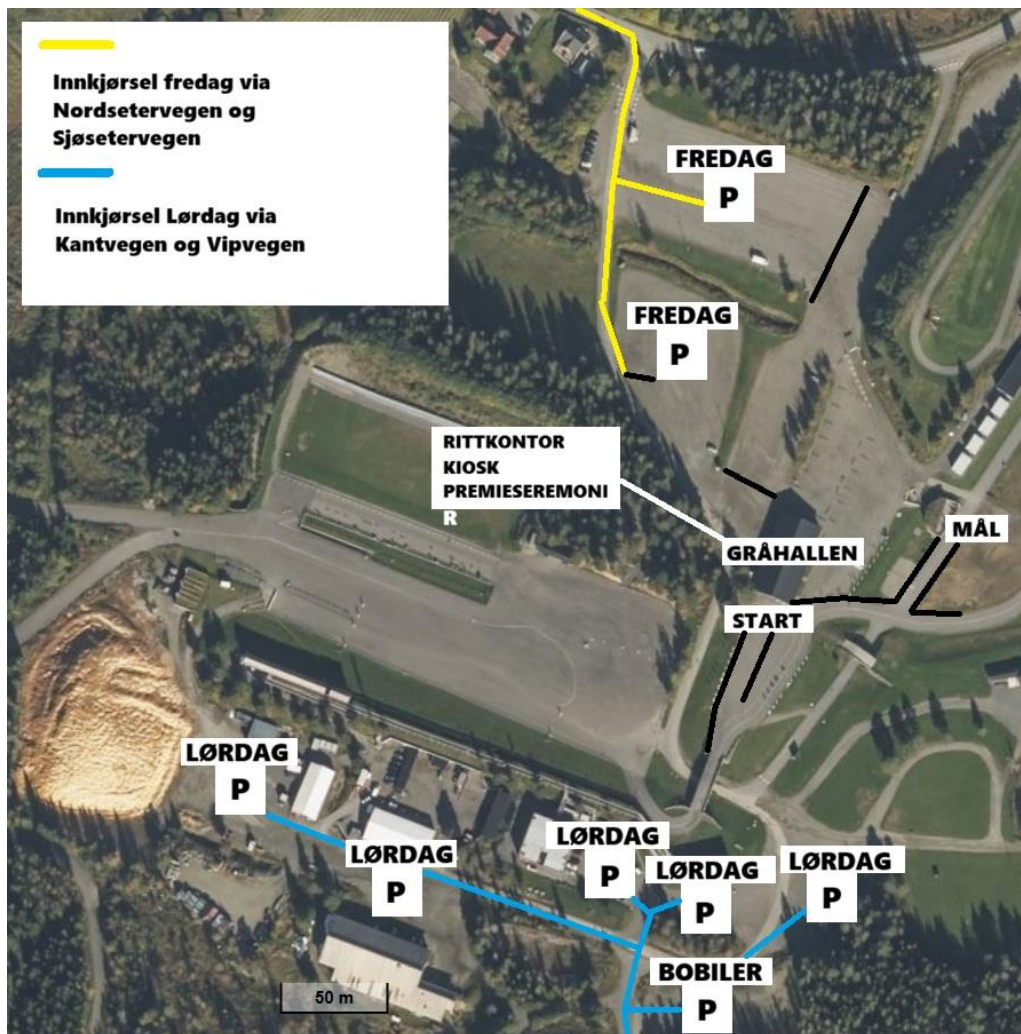 Innkjørsel fredag via
Nordsetervegen og
Sjøsetervegen
Innkjørsel Lørdag via
Kantvegen og Vipvegen
FREDAG
P
FREDAG
P
RITTKONTOR
KIOSK
PREMIESEREMONI
R
GRÅHALLEN
MÅL
START
LØRDAG
P
LØRDAG
P
LØRDAG
P
LØRDAG
P
LØRDAG
P
BOBILER
P
50 m